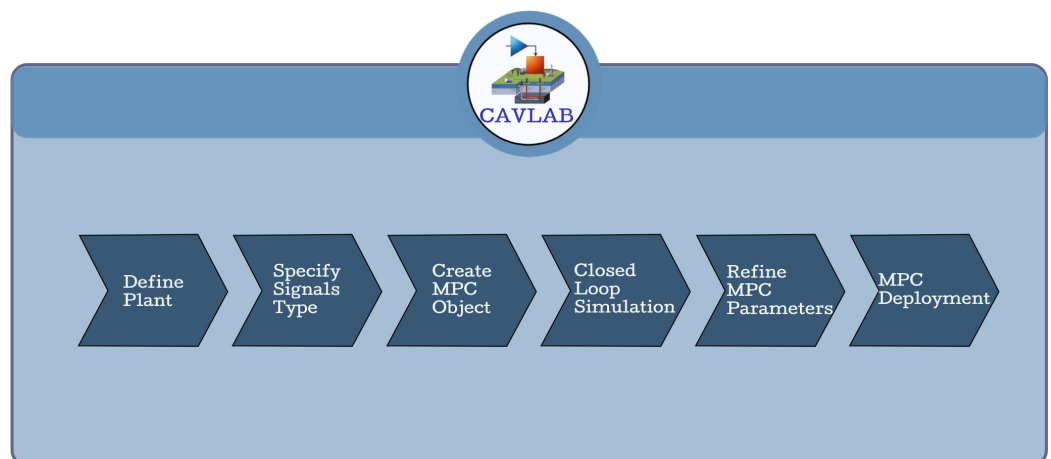 CAVLAB
Define
Plant
Specify
Signals
Type
Create
MPC
Object
Closed
Loop
Simulation
Refine
MPC
Parameters
MPC
Deployment